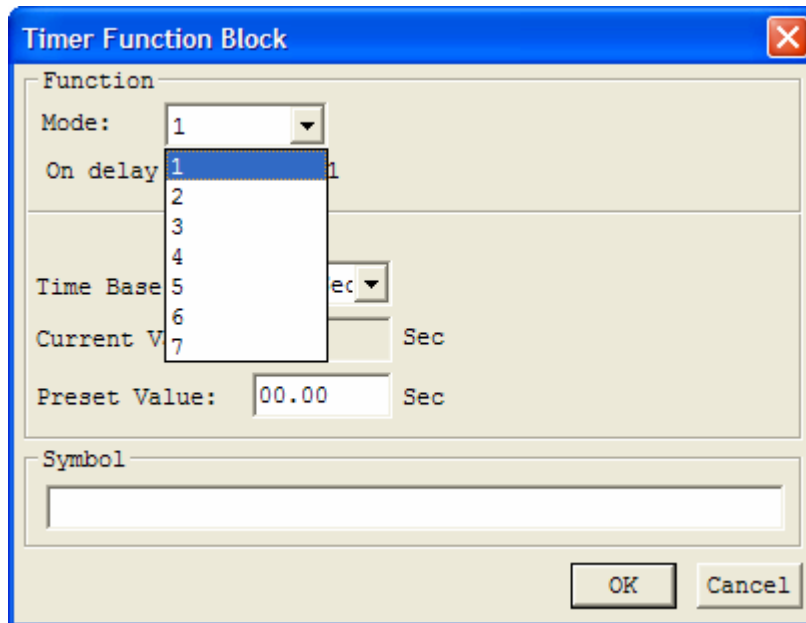 Timer Function Block
Function
Mode: 1
On delay 1
1
2
3
4
5
6
7
Time Base
Current
Sec
Preset Value: 00.00 Sec
Symbol
OK Cancel